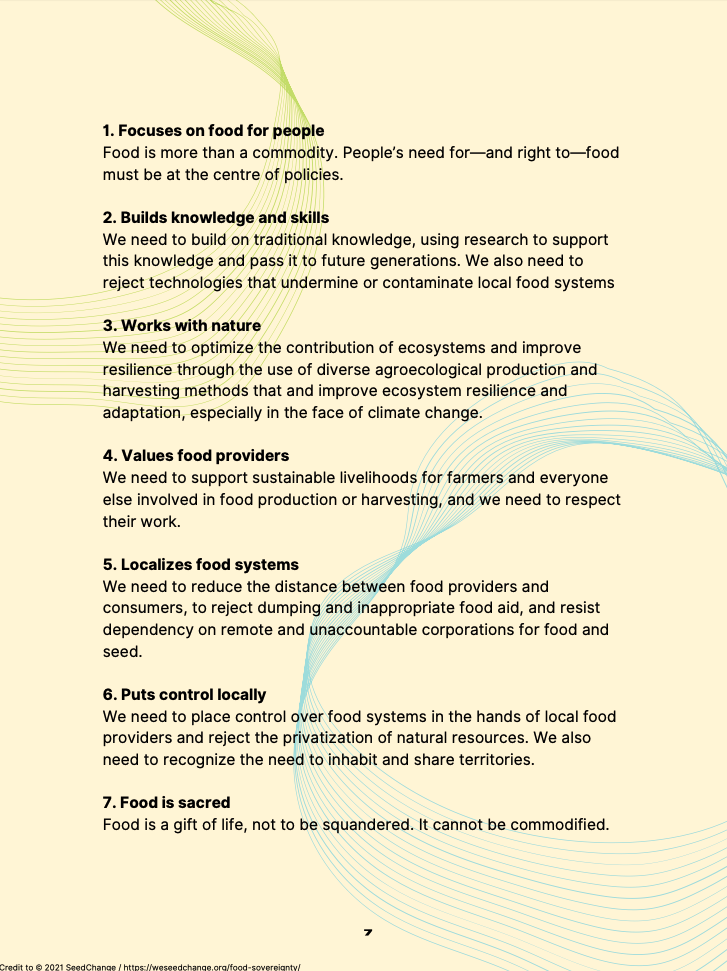 1. Focuses on food for people
Food is more than a commodity. People’s need for—and right to—food
must be at the centre of policies.
2. Builds knowledge and skills
We need to build on traditional knowledge, using research to support
this knowledge and pass it to future generations. We also need to
reject technologies that undermine or contaminate local food systems
3. Works with nature
We need to optimize the contribution of ecosystems and improve
resilience through the use of diverse agroecological production and
harvesting methods that and improve ecosystem resilience and
adaptation, especially in the face of climate change.
4. Values food providers
We need to support sustainable livelihoods for farmers and everyone
else involved in food production or harvesting, and we need to respect
their work.
5. Localizes food systems
We need to reduce the distance between food providers and
consumers, to reject dumping and inappropriate food aid, and resist
dependency on remote and unaccountable corporations for food and
seed.
6. Puts control locally
We need to place control over food systems in the hands of local food
providers and reject the privatization of natural resources. We also
need to recognize the need to inhabit and share territories.
7. Food is sacred
Food is a gift of life, not to be squandered. It cannot be commodified.
Credit to © 2021 SeedChange / https://weseedchange.org/food-sovereignty/